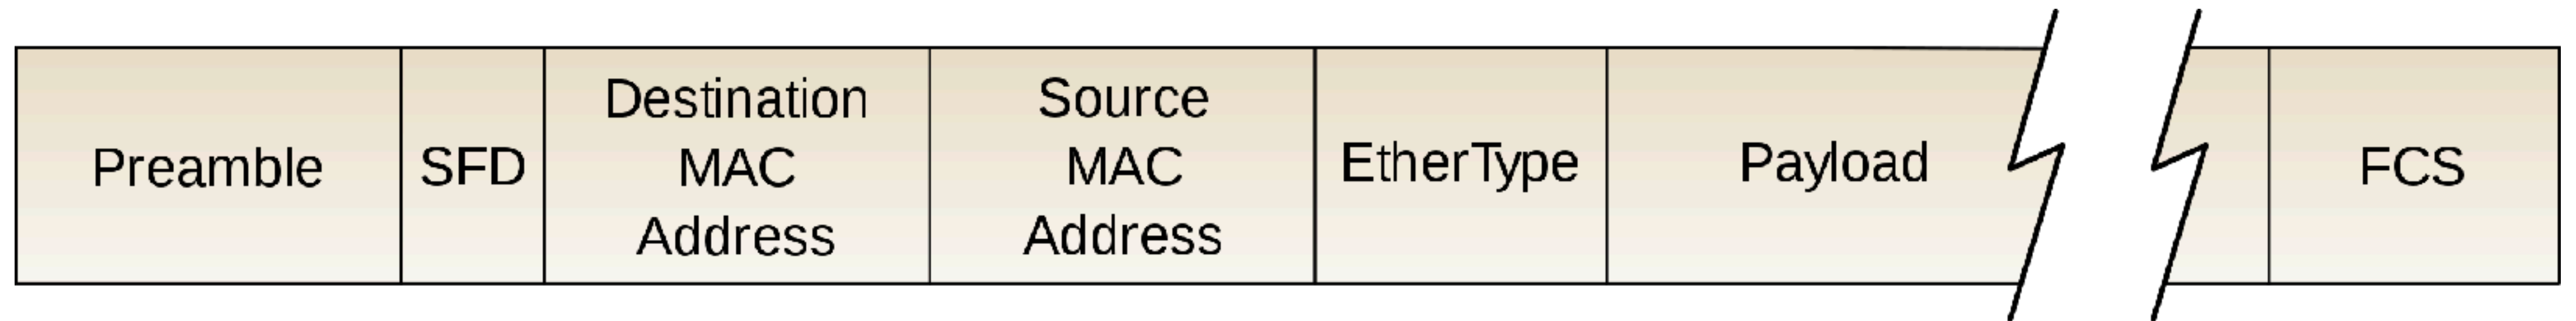 Preamble
SFD
Destination
MAC
Address
Source
MAC
Address
EtherType
Payload
FCS